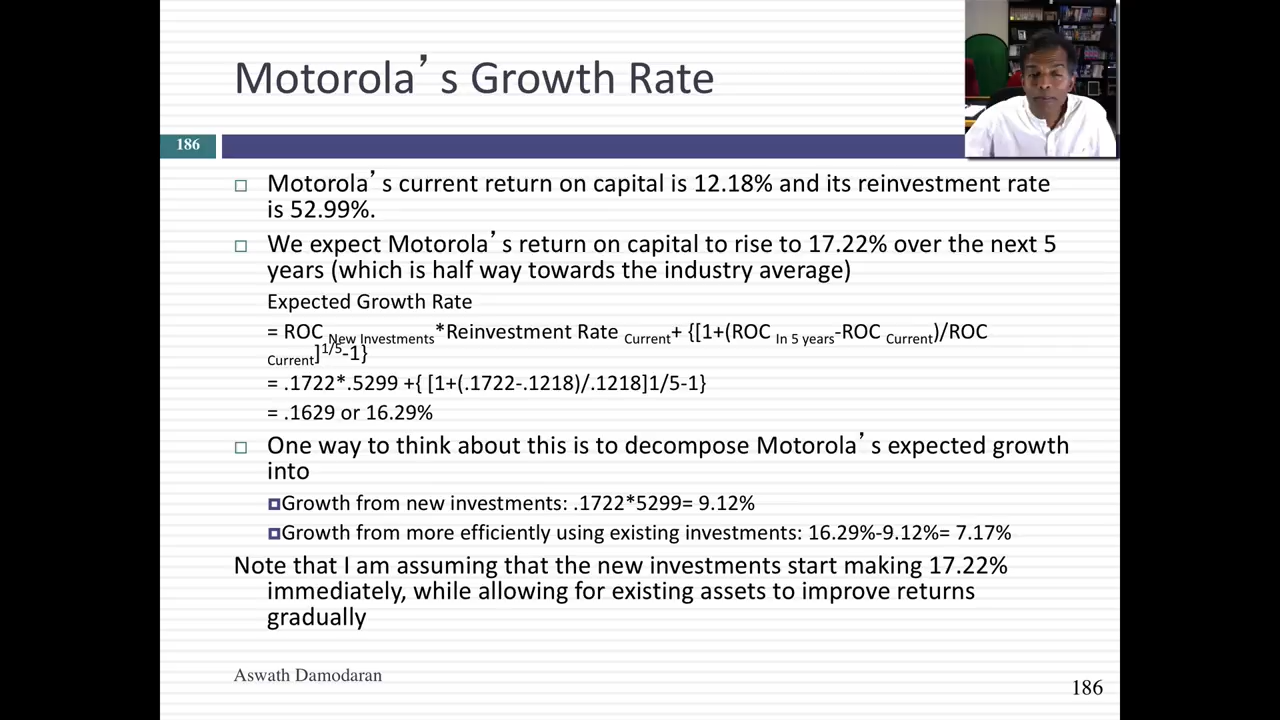 Motorola’s Growth Rate
186
□ Motorola’s current return on capital is 12.18% and its reinvestment rate
is 52.99%.
□ We expect Motorola’s return on capital to rise to 17.22% over the next 5
years (which is half way towards the industry average)
Expected Growth Rate
= ROC New Investments*Reinvestment Rate Current+ {[1+(ROC In 5 years-ROC Current)/ROC
Current]1/5-1}
= .1722*.5299 +{ [1+(.1722-.1218)/.1218]1/5-1}
= .1629 or 16.29%
□ One way to think about this is to decompose Motorola’s expected growth
into
Growth from new investments: .1722*5299= 9.12%
Growth from more efficiently using existing investments: 16.29%-9.12%= 7.17%
Note that I am assuming that the new investments start making 17.22%
immediately, while allowing for existing assets to improve returns
gradually
Aswath Damodaran
186